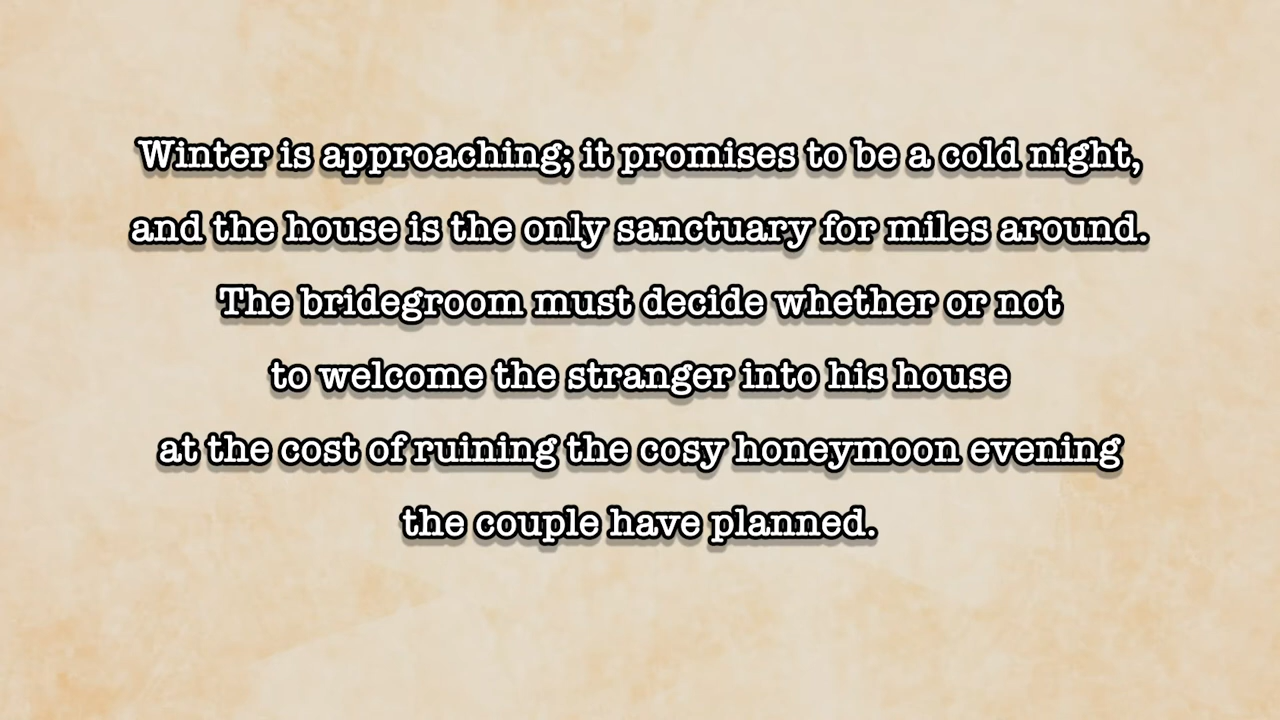 Winter is approaching; it promises to be a cold night,
and the house is the only sanctuary for miles around.
The bridegroom must decide whether or not
to welcome the stranger into his house
at the cost of ruining the cosy honeymoon evening
the couple have planned.